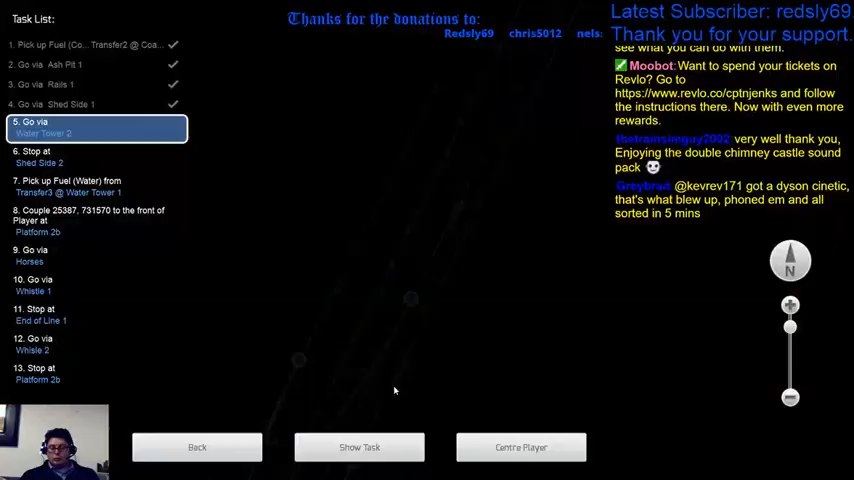 Task List:
1. Pick up Fuel (Co... Transfer2 @ Coa...
2. Go via Ash Pit 1
3. Go via Rails 1
4. Go via Shed Side 1
5. Go via
Water Tower 2
6. Stop at
Shed Side 2
7. Pick up Fuel (Water) from
Transfer3 @ Water Tower 1
8. Couple 25387, 731570 to the front of
Player at
Platform 2b
9. Go via
Horses
10. Go via
Whistle 1
11. Stop at
End of Line 1
12. Go via
Whisle 2
13. Stop at
Platform 2b
Thanks for the donations to:
Redsly69 chris5012 nels:
Latest Subscriber: redsly69
Thank you for your support.
see what you can do with them.
Moobot: Want to spend your tickets on
Revlo? Go to
https://www.revlo.co/cptnjenks and follow
the instructions there. Now with even more
rewards.
thetrainsimguy2002: very well thank you,
Enjoying the double chimney castle sound
pack
Greybrad: @kevrev171 got a dyson cinetic,
that's what blew up, phoned em and all
sorted in 5 mins
N
Back
Show Task
Centre Player